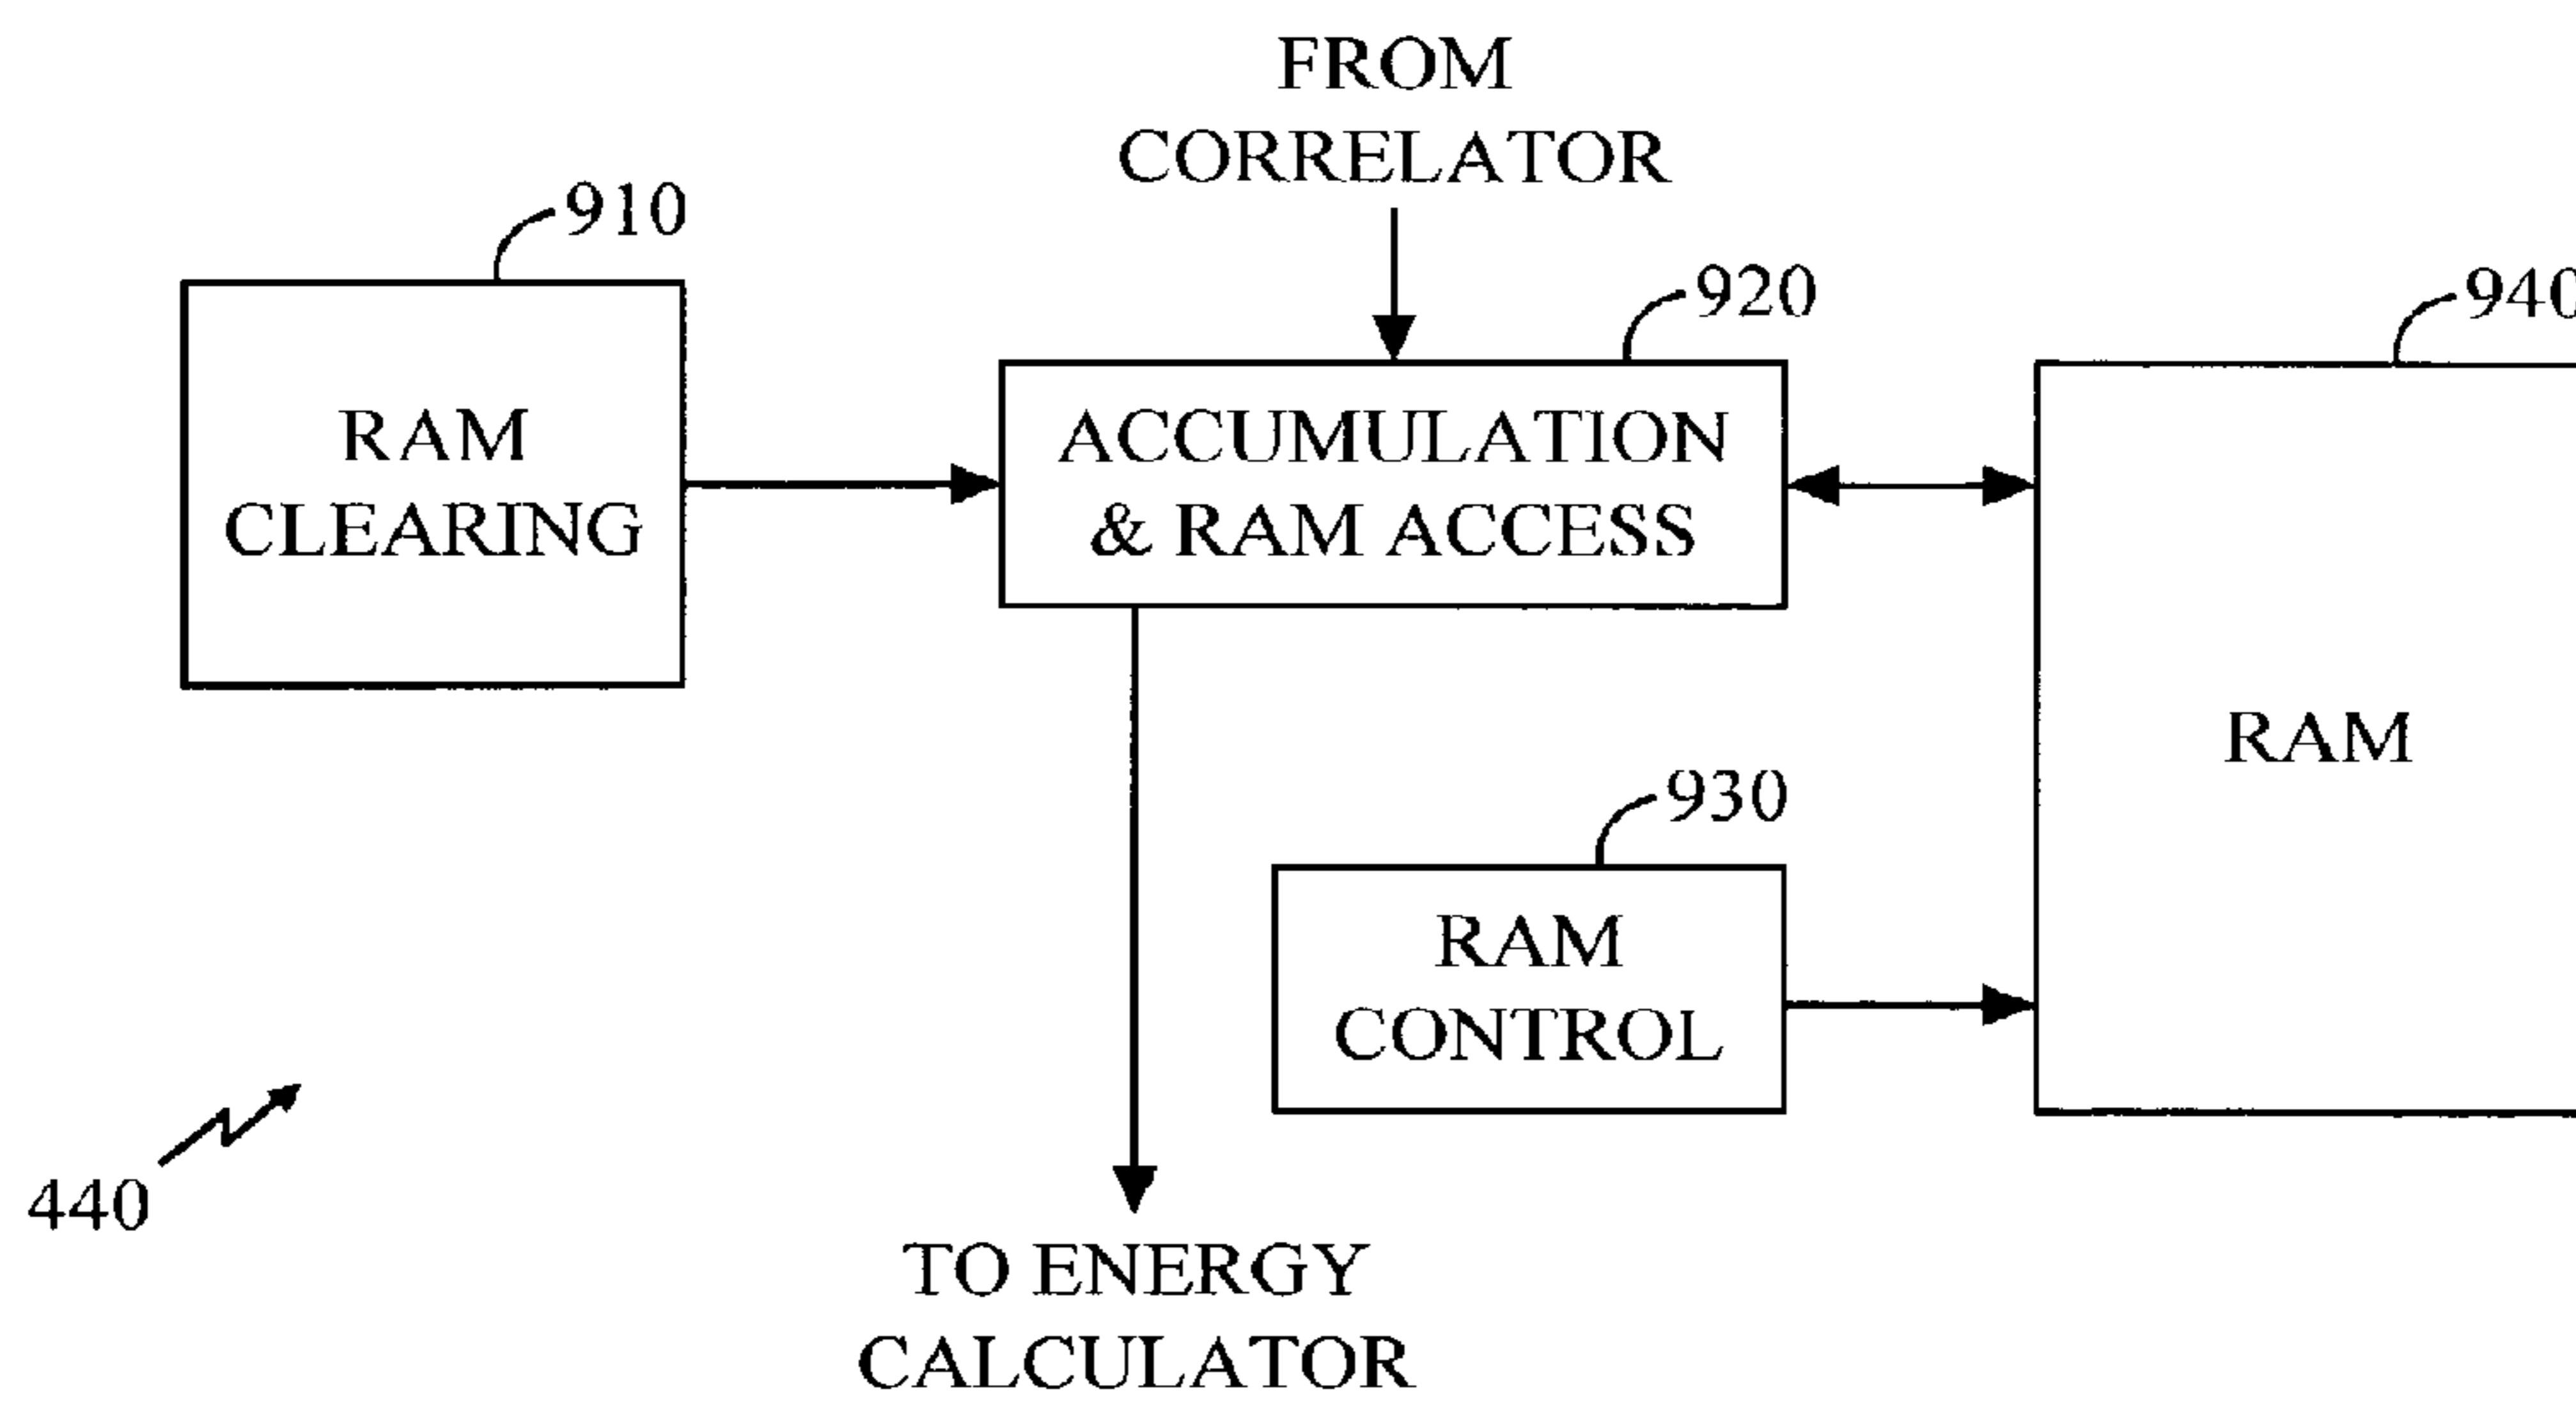 FROM
CORRELATOR
910
920
940
RAM
CLEARING
ACCUMULATION
& RAM ACCESS
RAM
930
RAM
CONTROL
440
TO ENERGY
CALCULATOR